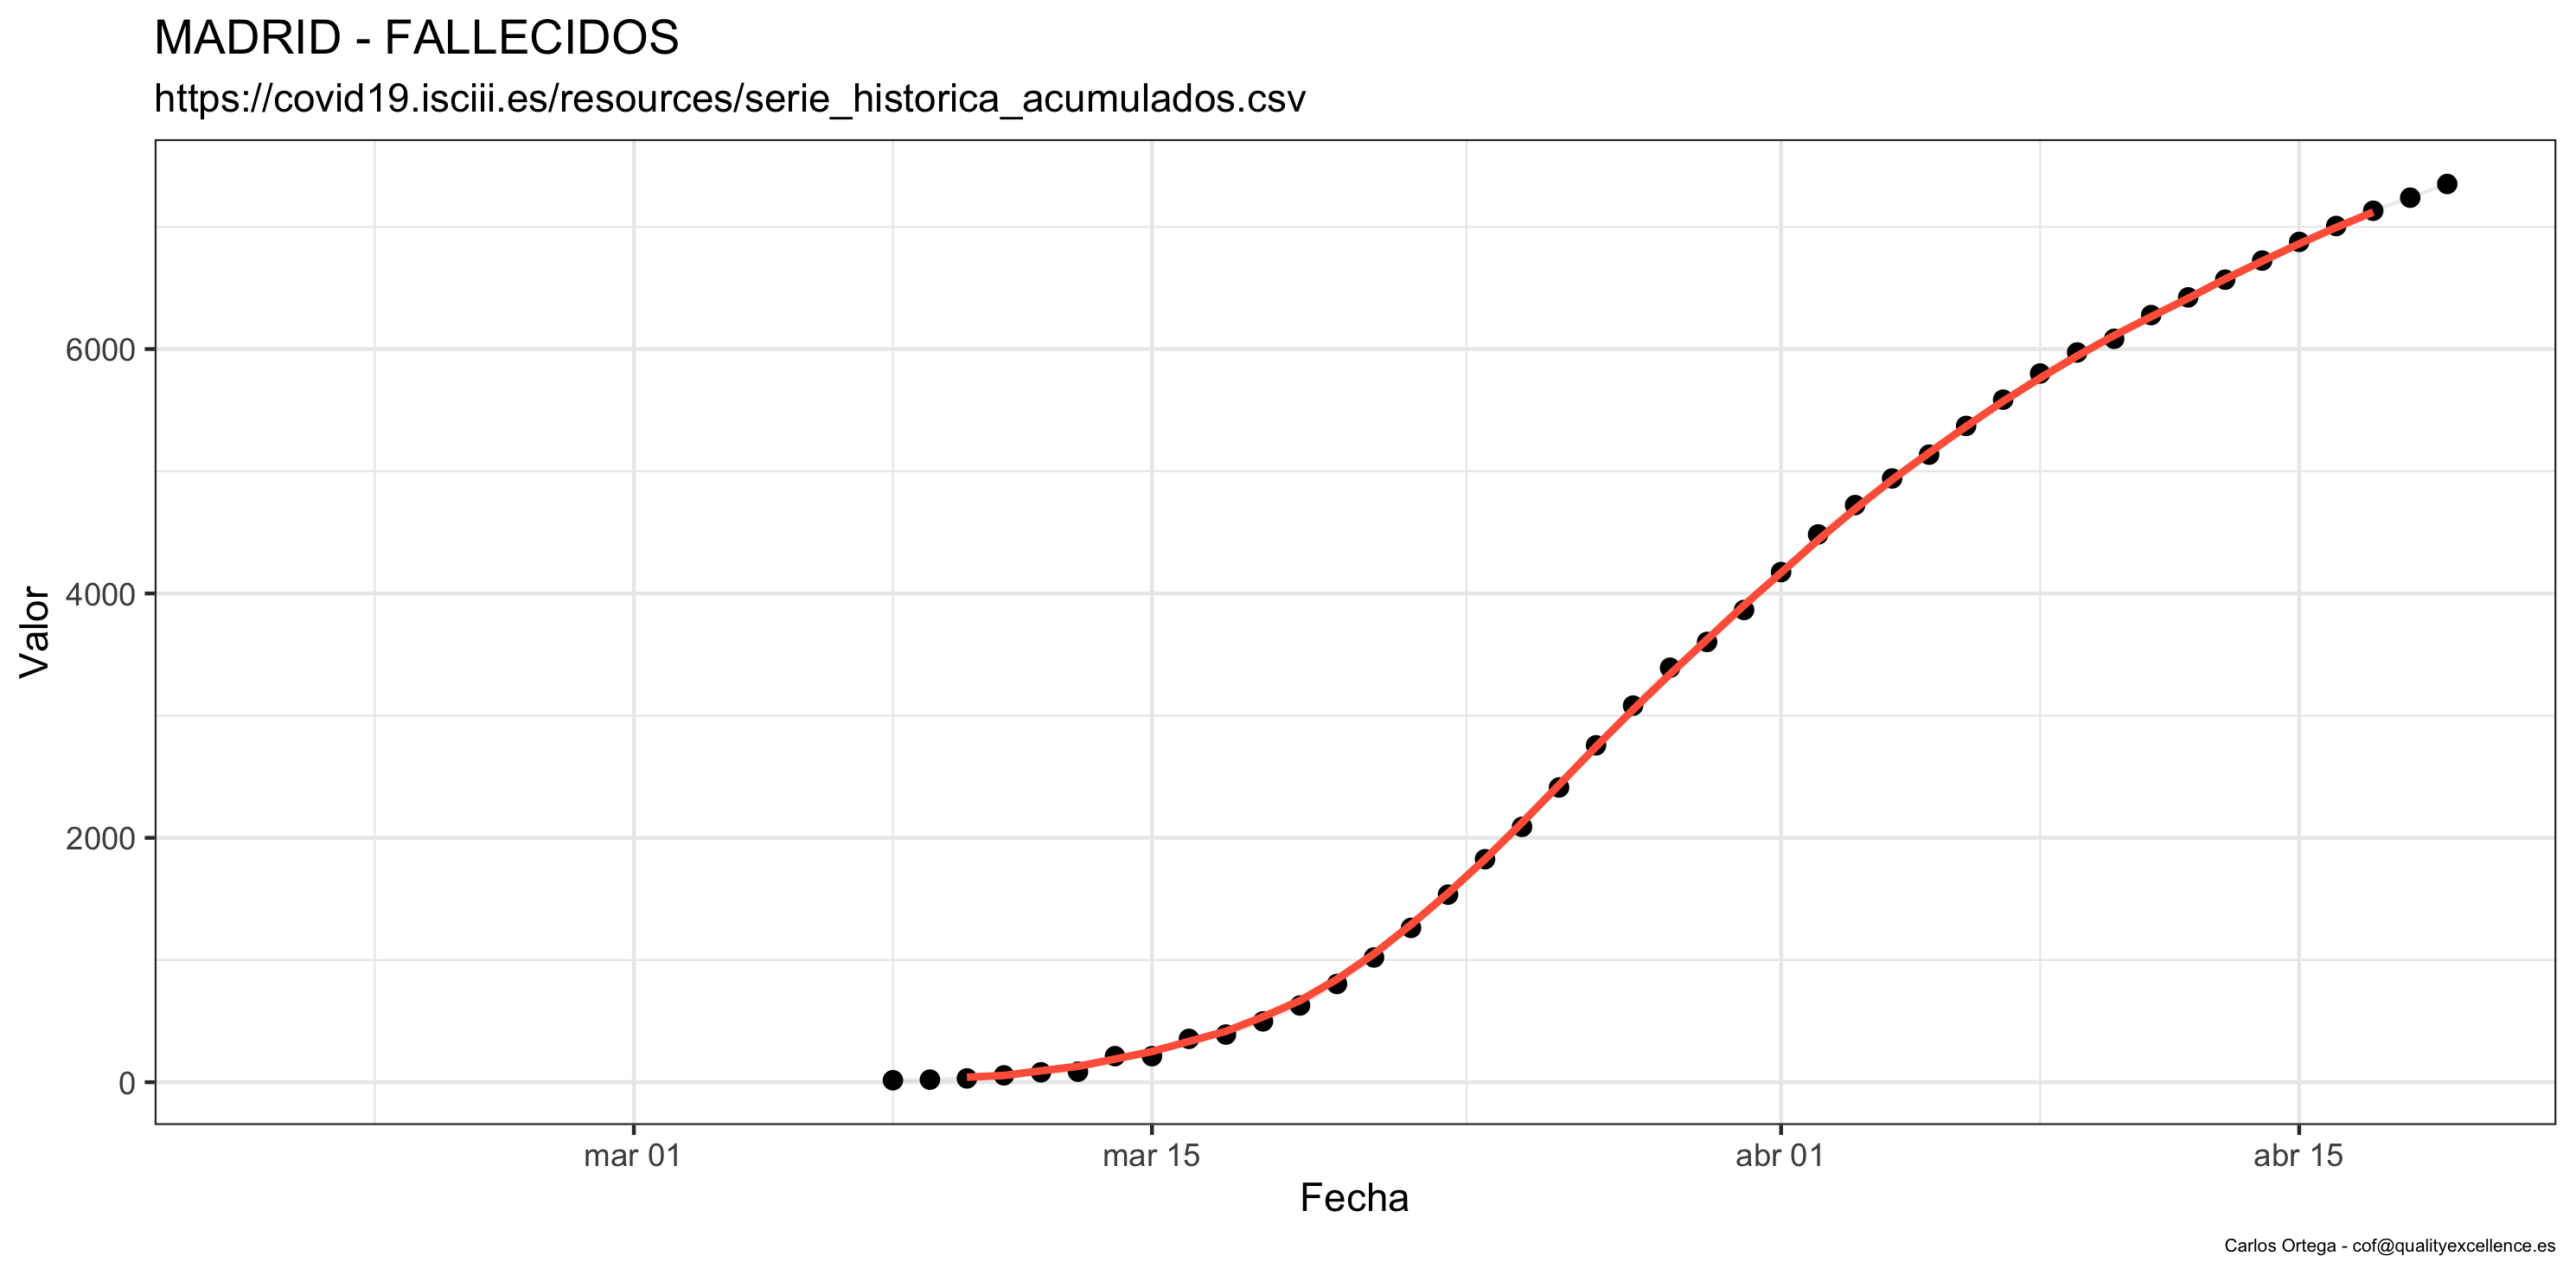 MADRID - FALLECIDOS
https://covid19.isciii.es/resources/serie_historica_acumulados.csv
Valor
6000
4000
2000
0
mar 01
mar 15
abr 01
abr 15
Fecha
Carlos Ortega - cof@qualityexcellence.es